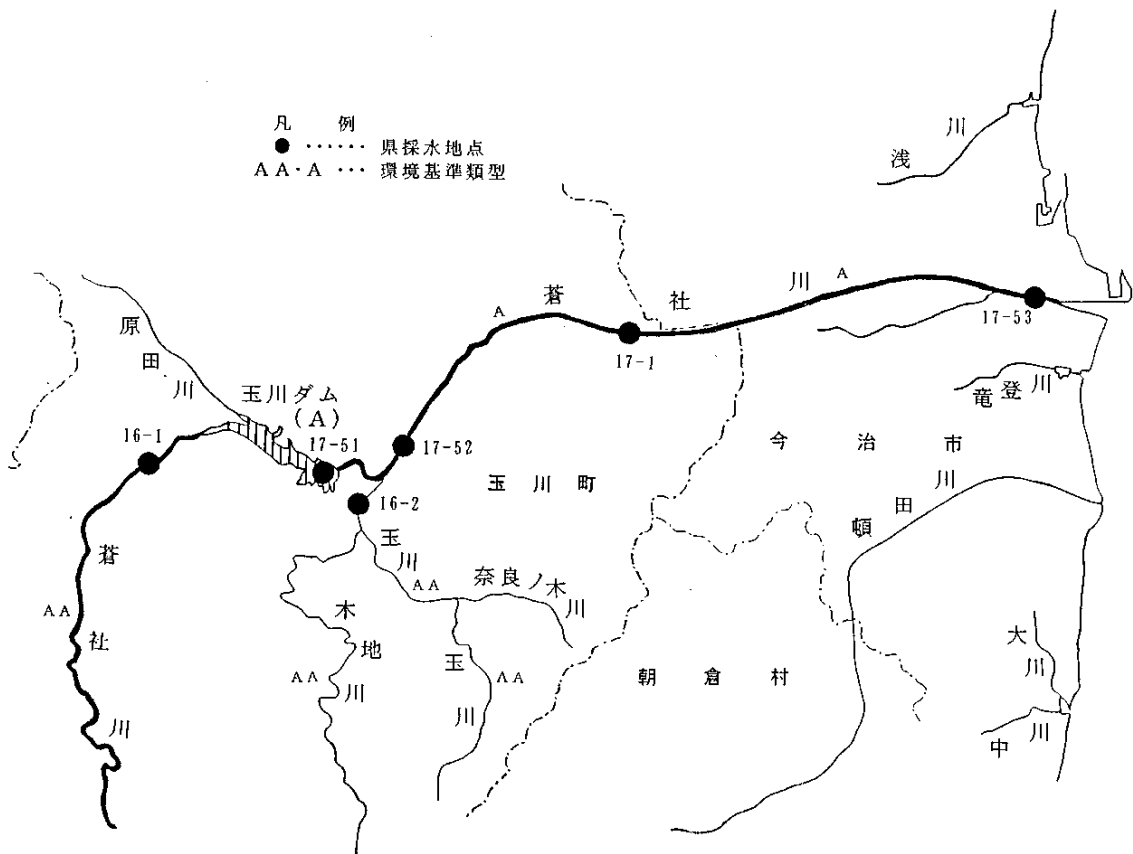 凡例
●‥‥‥県採水地点
AA・A…環境基準類型
浅川
蒼社川
A
A
17-53
17-1
原田川
玉川ダム
(A)
16-1
17-51
17-52
16-2
竜登川
今治市
玉川町
頓田川
玉川
AA
奈良ノ木川
蒼社川
AA
木地川
AA
玉川
AA
朝倉村
大川
中川